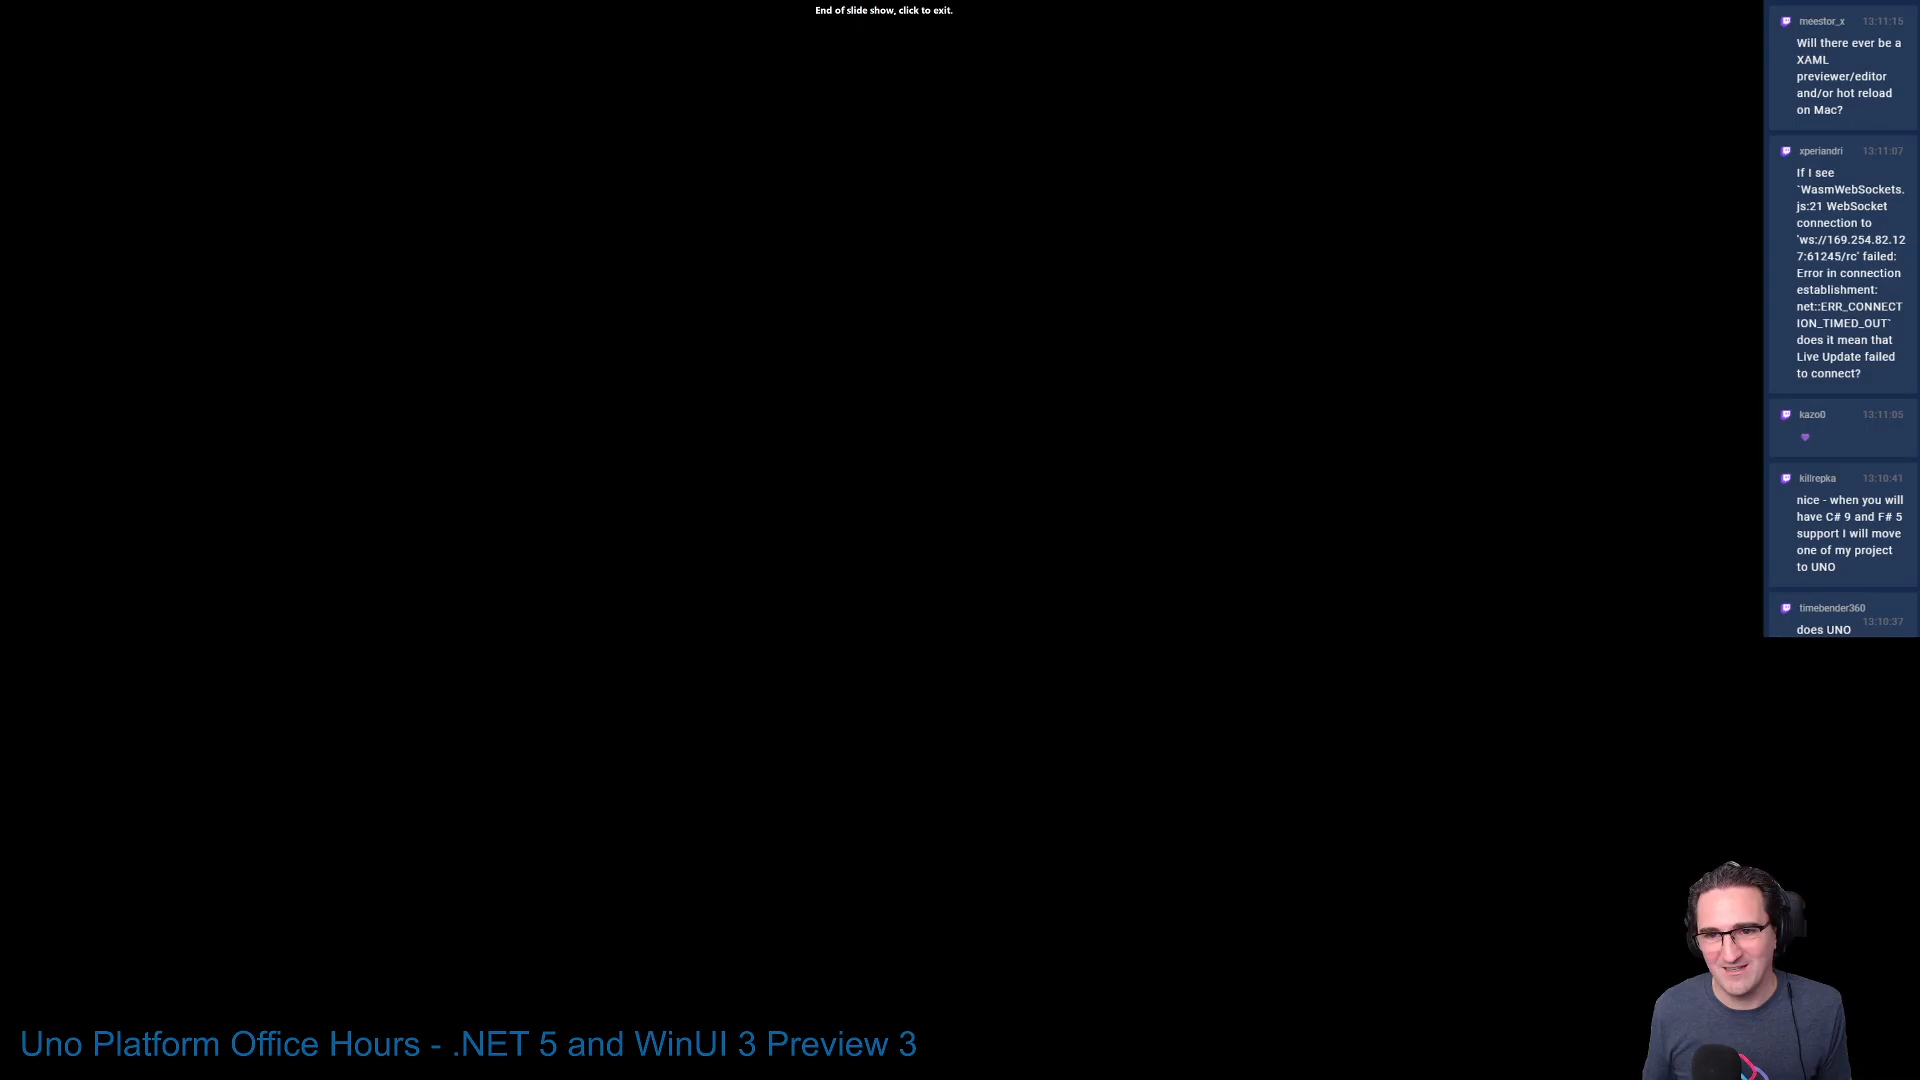 End of slide show, click to exit.
meestor_x 13:11:15
Will there ever be a
XAML
previewer/editor
and/or hot reload
on Mac?
xperiandri 13:11:07
If I see
`WasmWebSockets.
js:21 WebSocket
connection to
'ws://169.254.82.12
7:61245/rc' failed:
Error in connection
establishment:
net::ERR_CONNECT
ION_TIMED_OUT`
does it mean that
Live Update failed
to connect?
kazo0 13:11:05
killrepka 13:10:41
nice - when you will
have C# 9 and F# 5
support I will move
one of my project
to UNO
timebender360
13:10:37
does UNO
Uno Platform Office Hours - .NET 5 and WinUI 3 Preview 3